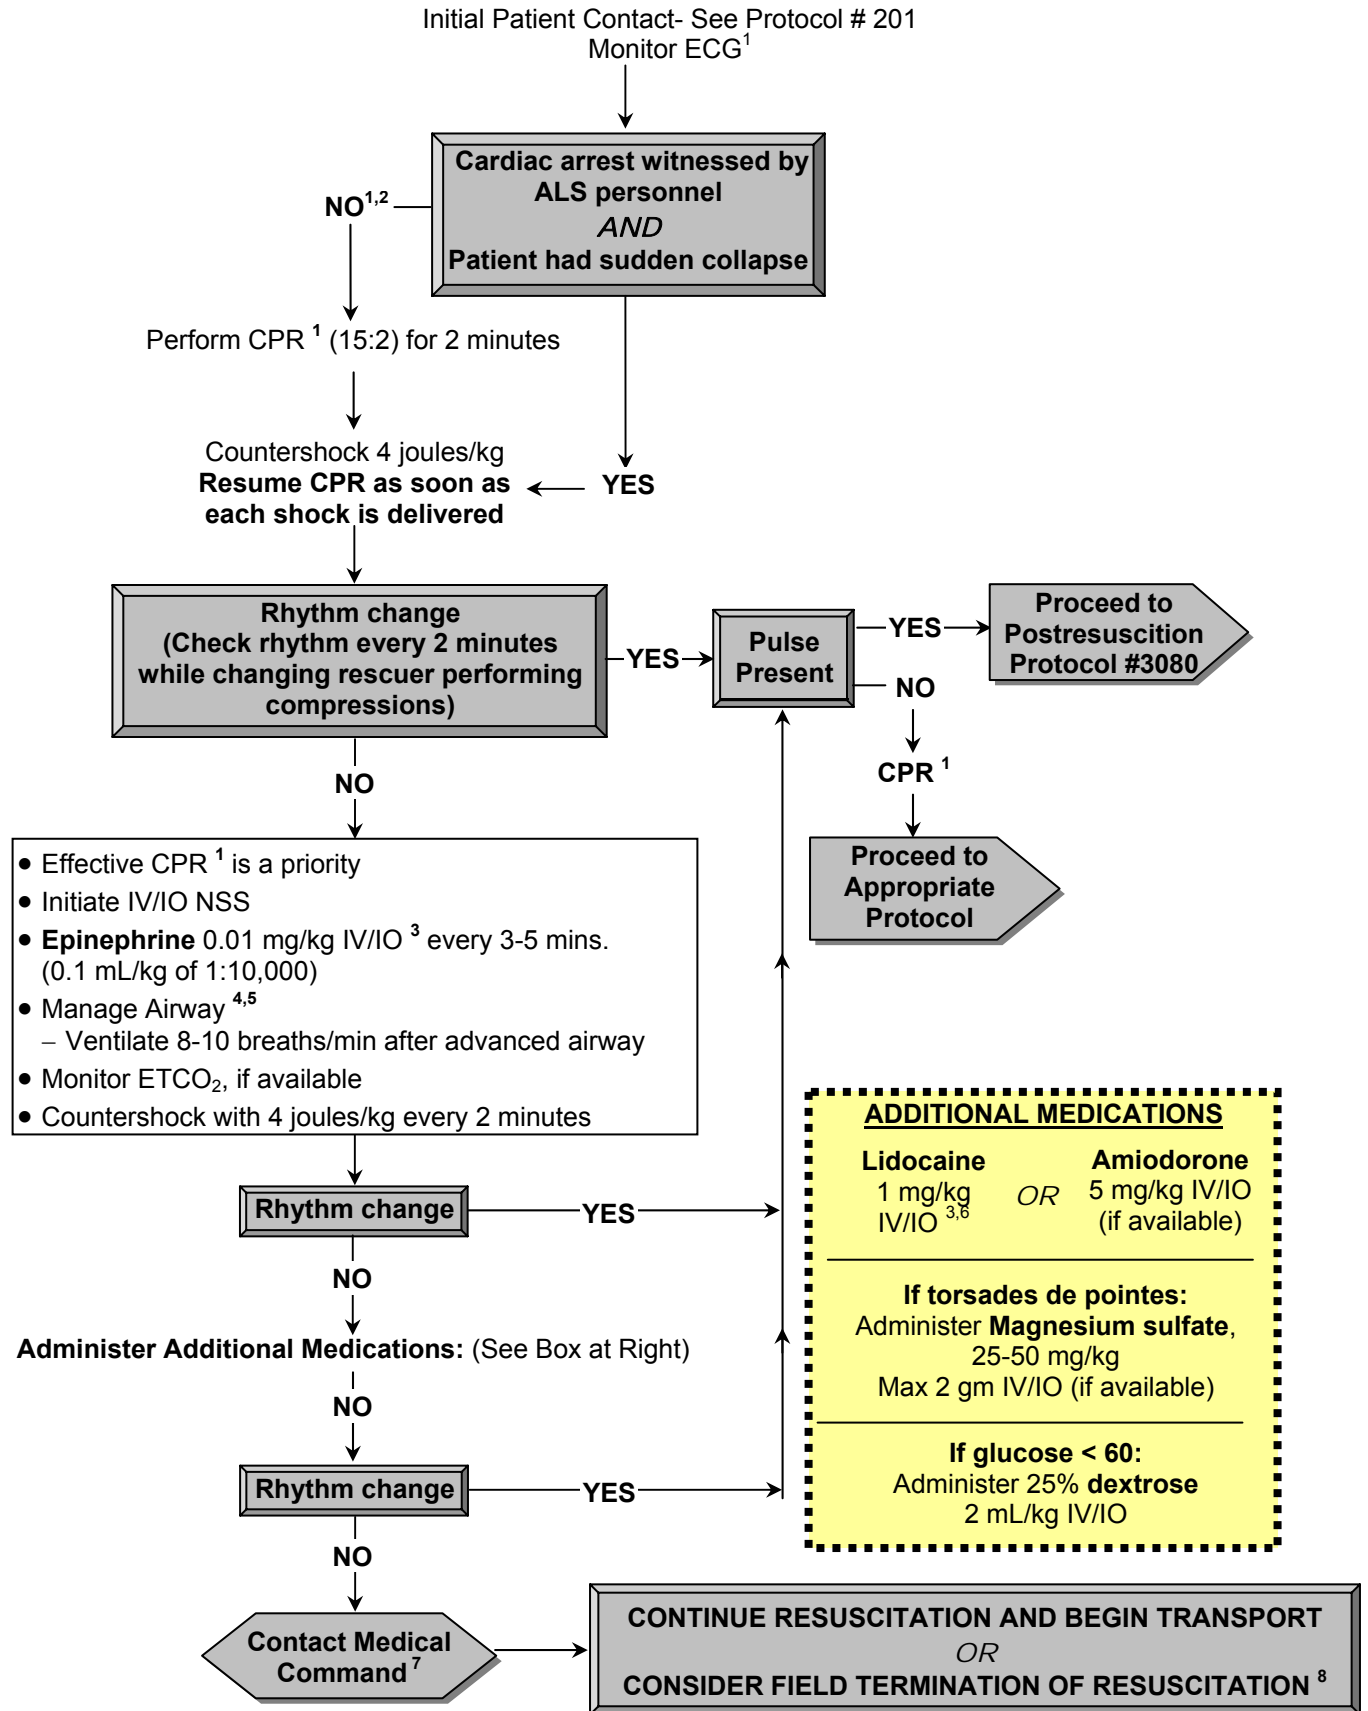 Initial Patient Contact- See Protocol # 201
Monitor ECG1
Cardiac arrest witnessed by
ALS personnel
AND
Patient had sudden collapse
NO1,2
Perform CPR 1 (15:2) for 2 minutes
Countershock 4 joules/kg
Resume CPR as soon as
each shock is delivered
YES
Rhythm change
(Check rhythm every 2 minutes
while changing rescuer performing
compressions)
YES
Pulse
Present
YES
Proceed to
Postresuscition
Protocol #3080
NO
CPR 1
Proceed to
Appropriate
Protocol
NO
• Effective CPR 1 is a priority
• Initiate IV/IO NSS
• Epinephrine 0.01 mg/kg IV/IO 3 every 3-5 mins.
(0.1 mL/kg of 1:10,000)
• Manage Airway 4,5
– Ventilate 8-10 breaths/min after advanced airway
• Monitor ETCO2, if available
• Countershock with 4 joules/kg every 2 minutes
Rhythm change
YES
NO
Administer Additional Medications: (See Box at Right)
NO
Rhythm change
YES
NO
Contact Medical
Command 7
ADDITIONAL MEDICATIONS
Lidocaine
1 mg/kg
IV/IO 3,6
OR
Amiodorone
5 mg/kg IV/IO
(if available)
If torsades de pointes:
Administer Magnesium sulfate,
25-50 mg/kg
Max 2 gm IV/IO (if available)
If glucose < 60:
Administer 25% dextrose
2 mL/kg IV/IO
CONTINUE RESUSCITATION AND BEGIN TRANSPORT
OR
CONSIDER FIELD TERMINATION OF RESUSCITATION 8